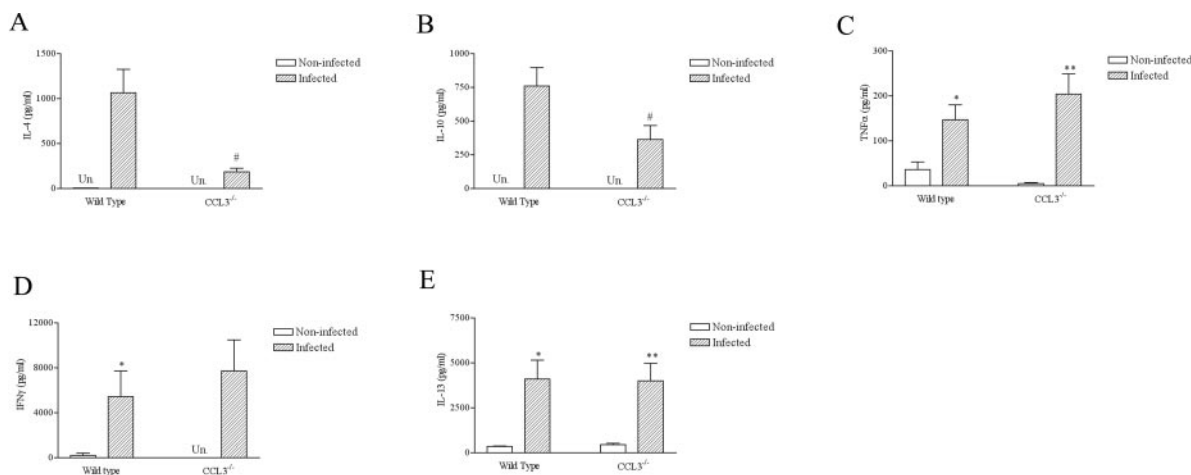 A
IL-4 (pg/ml)
1500
1000
500
0
Un.
#
Wild Type
CCL3-/-
Non-infected
Infected
B
IL-10 (pg/ml)
1000
750
500
250
0
Un.
Un.
#
Wild Type
CCL3-/-
Non-infected
Infected
C
TNFα (pg/ml)
300
200
100
0
*
**
Wild type
CCL3-/-
Non-infected
Infected
D
IFNγ (pg/ml)
12000
8000
4000
0
*
Un.
Wild type
CCL3-/-
Non-infected
Infected
E
IL-13 (pg/ml)
7500
5000
2500
0
*
**
Wild Type
CCL3-/-
Non-infected
Infected